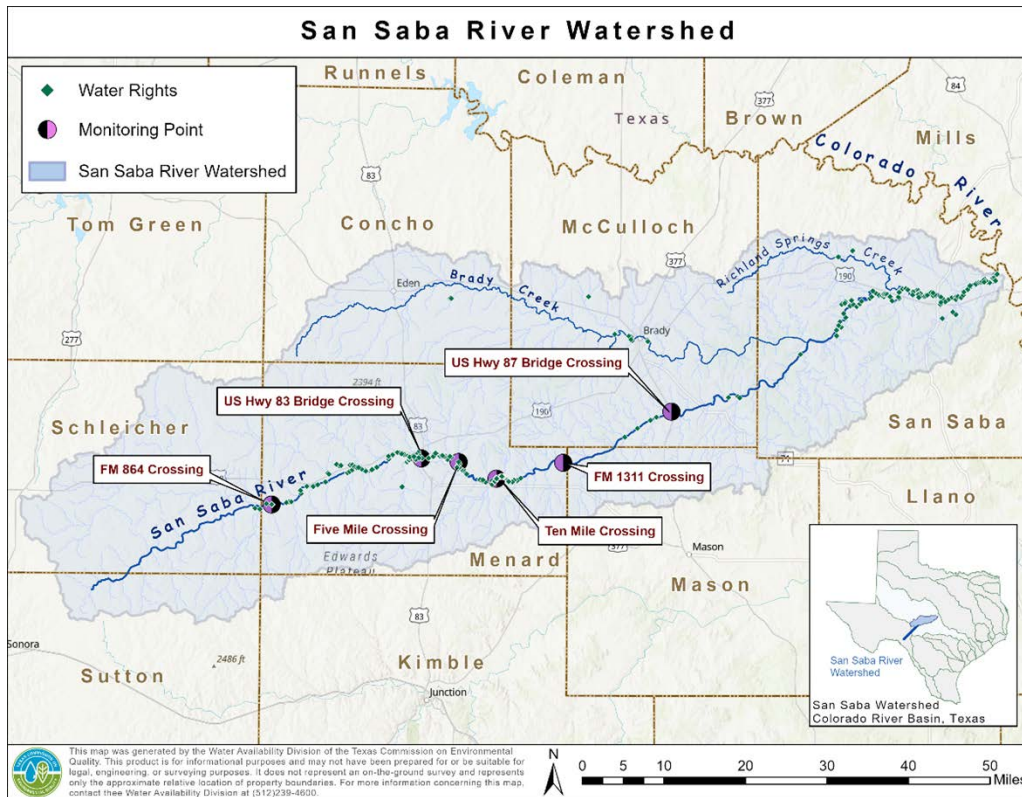 San Saba River Watershed
Water Rights
Monitoring Point
San Saba River Watershed
Runnels
Coleman
Texas
Brown
Mills
377
84
83
Colorado River
Tom Green
Concho
McCulloch
377
Richland Springs Creek
190
Eden
Brady Creek
Brady
277
US Hwy 87 Bridge Crossing
2394 ft
US Hwy 83 Bridge Crossing
190
83
San Saba
Schleicher
FM 864 Crossing
San Saba River
FM 1311 Crossing
Llano
Five Mile Crossing
Ten Mile Crossing
377
Edwards
Plateau
Menard
Mason
Mason
83
Sonora
2486 ft
Kimble
Sutton
Junction
San Saba River
Watershed
San Saba Watershed
Colorado River Basin, Texas
This map was generated by the Water Availability Division of the Texas Commission on Environmental
Quality. This product is for informational purposes and may not have been prepared for or be suitable for
legal, engineering, or surveying purposes. It does not represent an on-the-ground survey and represents
only the approximate relative location of property boundaries. For more information concerning this map,
contact thee Water Availability Division at (512)239-4600.
N
0 5 10 20 30 40 50
Miles